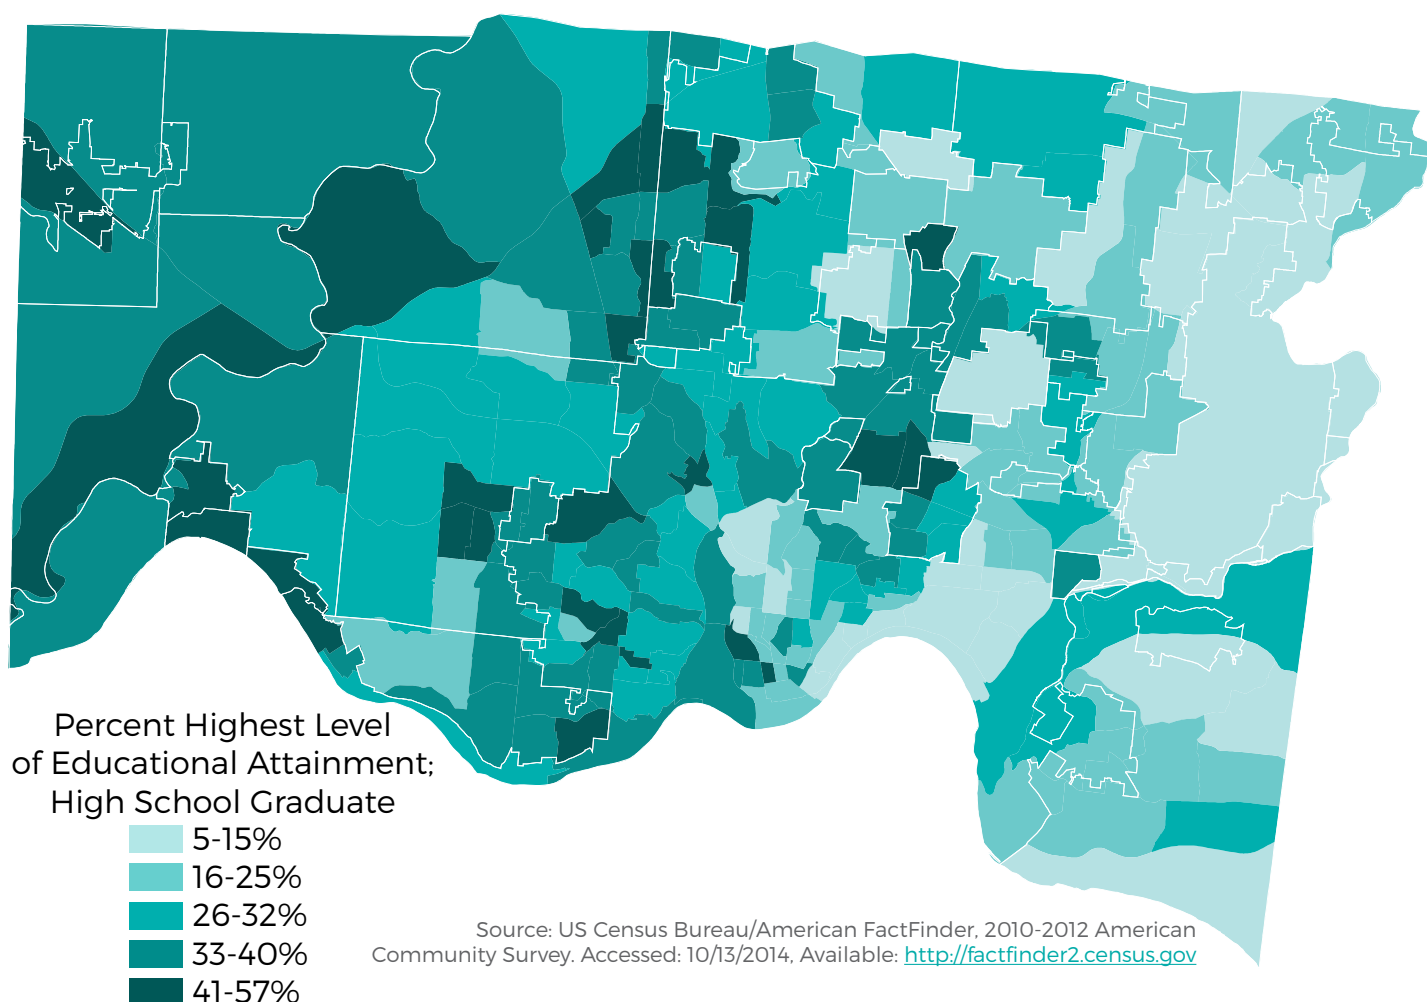 Percent Highest Level
of Educational Attainment;
High School Graduate
5-15%
16-25%
26-32%
33-40%
41-57%
Source: US Census Bureau/American FactFinder, 2010-2012 American
Community Survey. Accessed: 10/13/2014, Available: http://factfinder2.census.gov